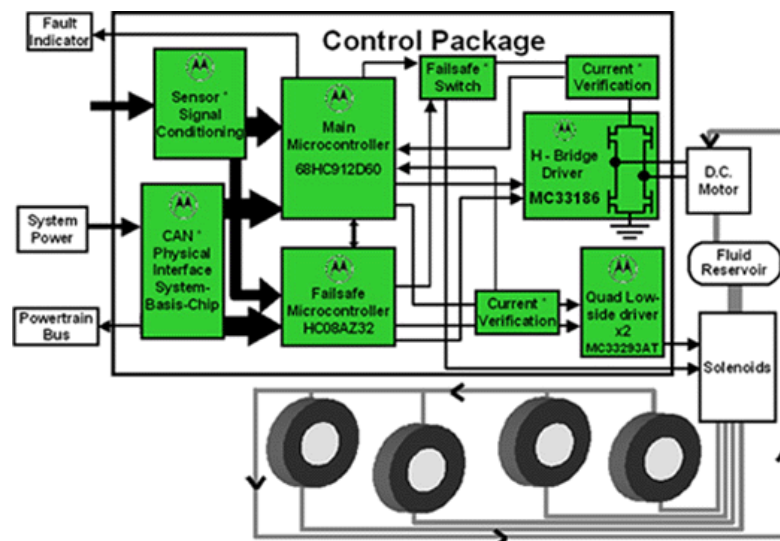 Fault
Indicator
Control Package
Sensor *
Signal
Conditioning
Main
Microcontroller
68HC912D60
Failsafe *
Switch
Current *
Verification
H - Bridge
Driver
MC33186
D.C.
Motor
System
Power
CAN *
Physical
Interface
System-
Basis-Chip
Fluid
Reservoir
Failsafe
Microcontroller
HC08AZ32
Current *
Verification
Quad Low-
side driver
x2
MC33293AT
Powertrain
Bus
Solenoids